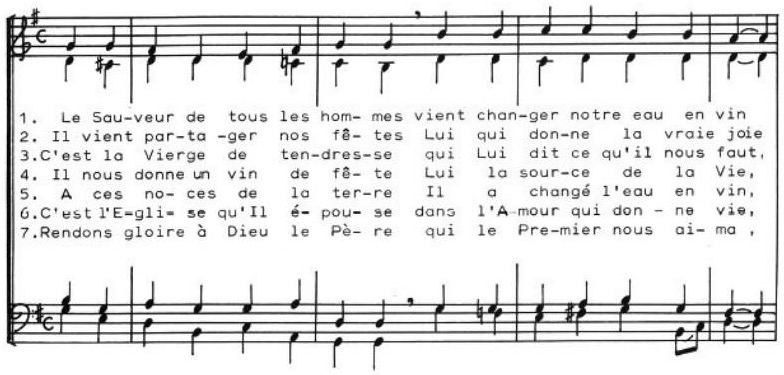 1. Le Sau-veur de tous les hom- mes vient chan-ger notre eau en vin
2. Il vient par-ta -ger nos fê- tes Lui qui don-ne la vraie joie
3.C'est la Vierge de ten-dres-se qui Lui dit ce qu'il nous faut,
4. Il nous donne un vin de fê- te Lui la sour-ce de la Vie,
5. A ces no- ces de la ter-re Il a changé l'eau en vin,
6.C'est l'E=gli= se qu'Il é- pou- se dans l'A-mour qui don - ne vie,
7.Rendons gloire à Dieu le Pè- re qui le Pre-mier nous ai- ma ,